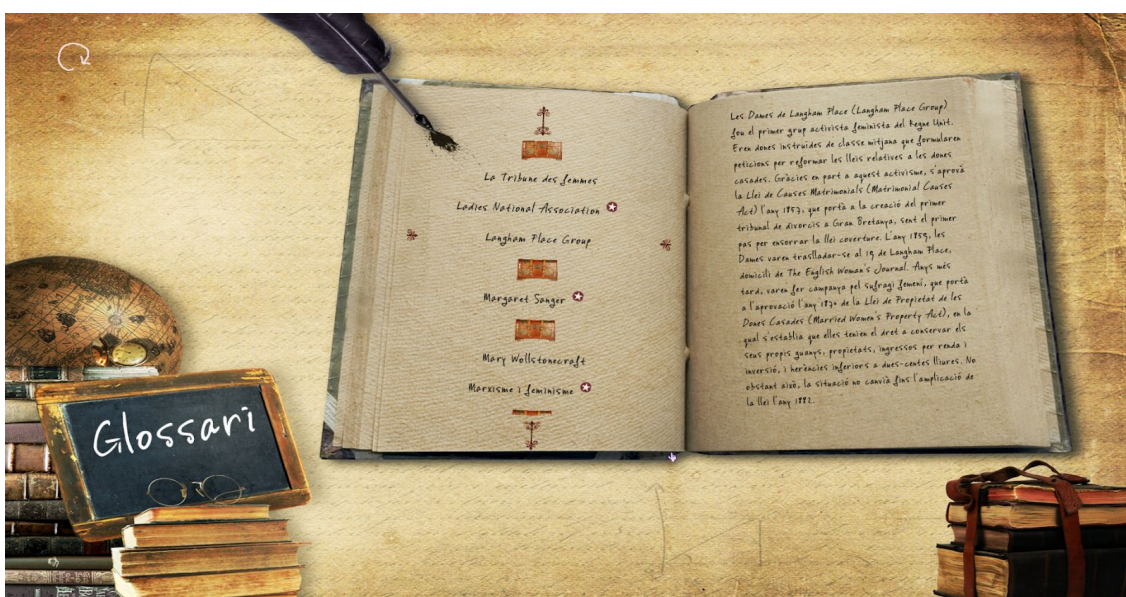 La Tribune des femmes
Ladies National Association
Langham Place Group
Margaret Sanger
Mary Wollstonecraft
Marxisme i feminisme
Les Dames de Langham Place (Langham Place Group)
fou el primer grup activista feminista del Regne Unit.
Eren dones instruides de classe mitjana que formularen
peticions per reformar les lleis relatives a les dones
casades. Gràcies en part a aquest activisme, s'aprovà
la Llei de Causes Matrimonials (Matrimonial Causes
Act) l'any 1857, que portà a la creació del primer
tribunal de divorcis a Gran Bretanya, sent el primer
pas per ensorrar la llei coverture. L'any 1859, les
Dames varen traslladar-se al 19 de Langham Place,
domicili de The English Woman's Journal. Anys més
tard, varen fer campanya pel sufragi femení, que portà
a l'aprovació l'any 1870 de la Llei de Propietat de les
Dones Casades (Married Women's Property Act), en la
qual s'establia que elles tenien el dret a conservar els
seus propis guanys, propietats, ingressos per renda i
inversió, i herències inferiors a dues-centes lliures. No
obstant això, la situació no canvià fins l'amplicació de
la llei l'any 1882.
Glossari